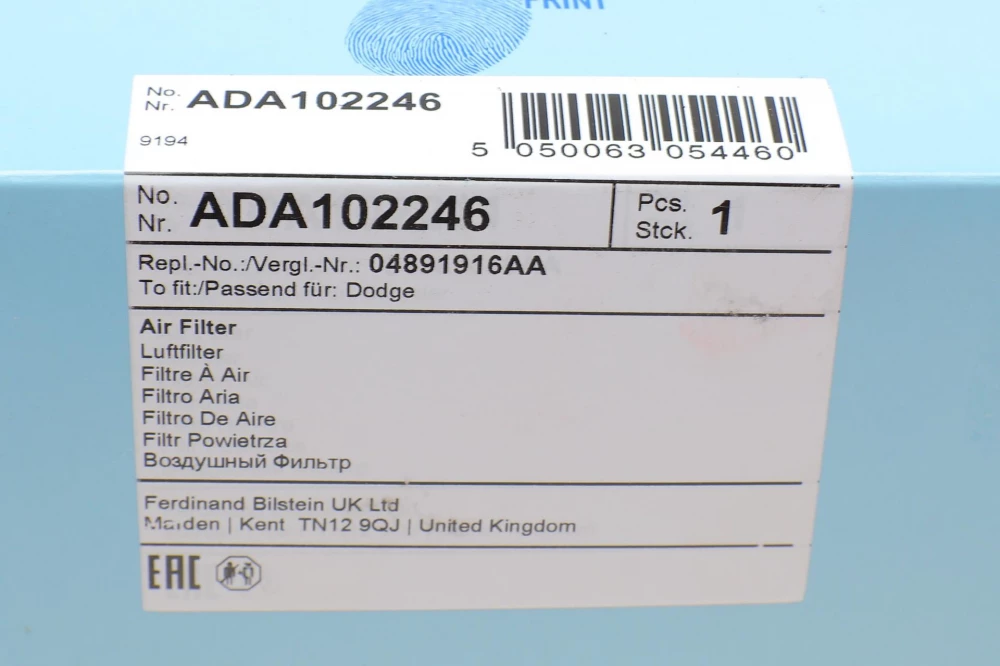 PRINT
No.
Nr. ADA102246
9194
5 050063 054460
No.
Nr. ADA102246
Pcs.
Stck. 1
Repl.-No.:/Vergl.-Nr.: 04891916AA
To fit:/Passend für: Dodge
Air Filter
Luftfilter
Filtre À Air
Filtro Aria
Filtro De Aire
Filtr Powietrza
Воздушный Фильтр
Ferdinand Bilstein UK Ltd
Marden | Kent TN12 9QJ | United Kingdom
EAC